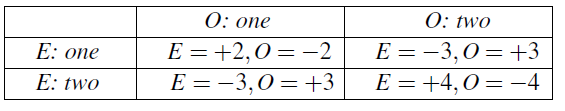 O: one O: two
E: one E = +2, O = −2 E = −3, O = +3
E: two E = −3, O = +3 E = +4, O = −4